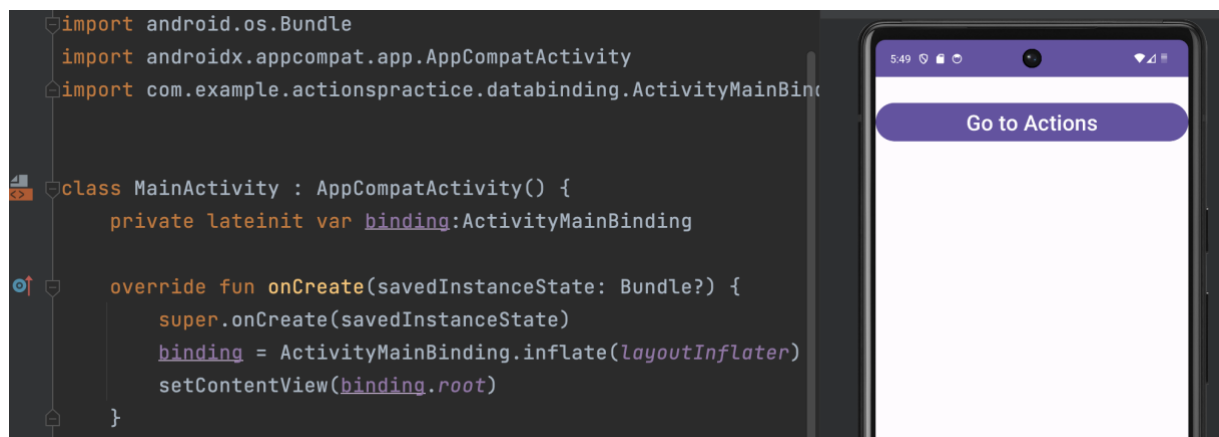 import android.os.Bundle
import androidx.appcompat.app.AppCompatActivity
import com.example.actionspractice.databinding.ActivityMainBind
class MainActivity : AppCompatActivity() {
private lateinit var binding:ActivityMainBinding
override fun onCreate(savedInstanceState: Bundle?) {
super.onCreate(savedInstanceState)
binding = ActivityMainBinding.inflate(layoutInflater)
setContentView(binding.root)
}
5:49
Go to Actions